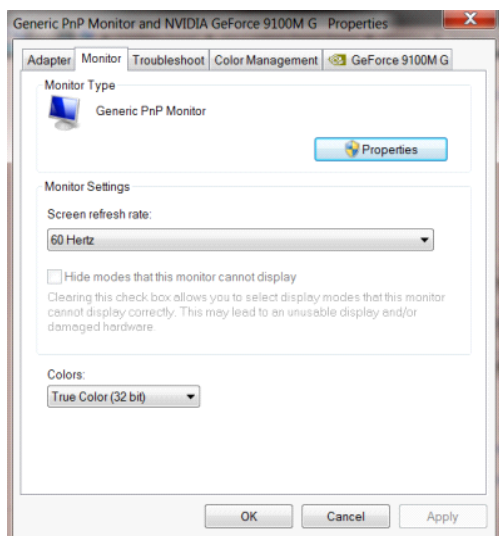 Generic PnP Monitor and NVIDIA GeForce 9100M G Properties
X
Adapter Monitor Troubleshoot Color Management GeForce 9100M G
Monitor Type
Generic PnP Monitor
Properties
Monitor Settings
Screen refresh rate:
60 Hertz
Hide modes that this monitor cannot display
Clearing this check box allows you to select display modes that this monitor
cannot display correctly. This may lead to an unusable display and/or
damaged hardware.
Colors:
True Color (32 bit)
OK Cancel Apply